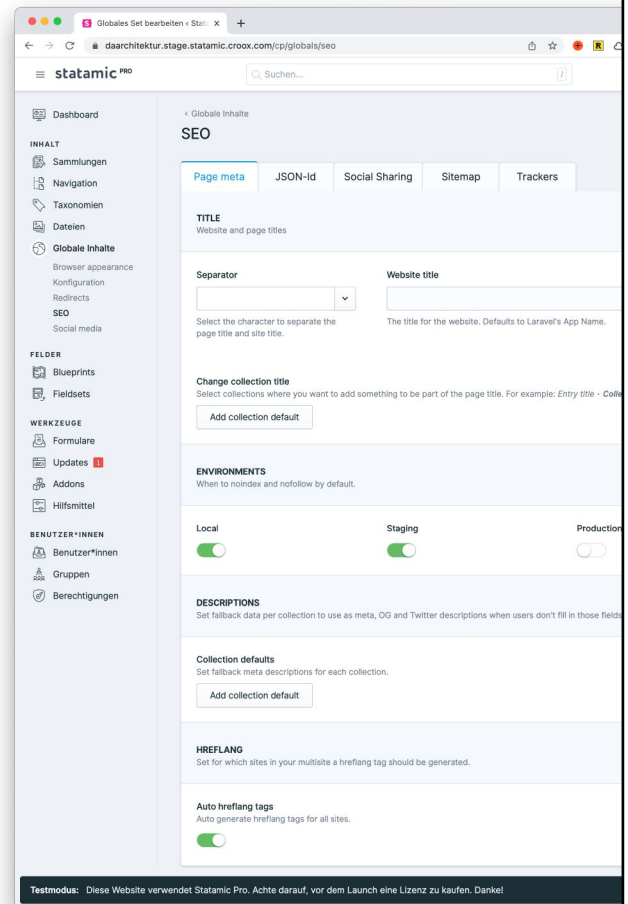 Globales Set bearbeiten ‹ Stat
daarchitektur.stage.statamic.croox.com/cp/globals/seo
statamic PRO
Suchen...
/
Dashboard
INHALT
Sammlungen
Navigation
Taxonomien
Dateien
Globale Inhalte
Browser appearance
Konfiguration
Redirects
SEO
Social media
FELDER
Blueprints
Fieldsets
WERKZEUGE
Formulare
Updates 1
Addons
Hilfsmittel
BENUTZER*INNEN
Benutzer*innen
Gruppen
Berechtigungen
‹ Globale Inhalte
SEO
Page meta JSON-ld Social Sharing Sitemap Trackers
TITLE
Website and page titles
Separator Website title
Select the character to separate the
page title and site title.
The title for the website. Defaults to Laravel's App Name.
Change collection title
Select collections where you want to add something to be part of the page title. For example: Entry title - Colle
Add collection default
ENVIRONMENTS
When to noindex and nofollow by default.
Local Staging Production
DESCRIPTIONS
Set fallback data per collection to use as meta, OG and Twitter descriptions when users don't fill in those fields
Collection defaults
Set fallback meta descriptions for each collection.
Add collection default
HREFLANG
Set for which sites in your multisite a hreflang tag should be generated.
Auto hreflang tags
Auto generate hreflang tags for all sites.
Testmodus: Diese Website verwendet Statamic Pro. Achte darauf, vor dem Launch eine Lizenz zu kaufen. Danke!